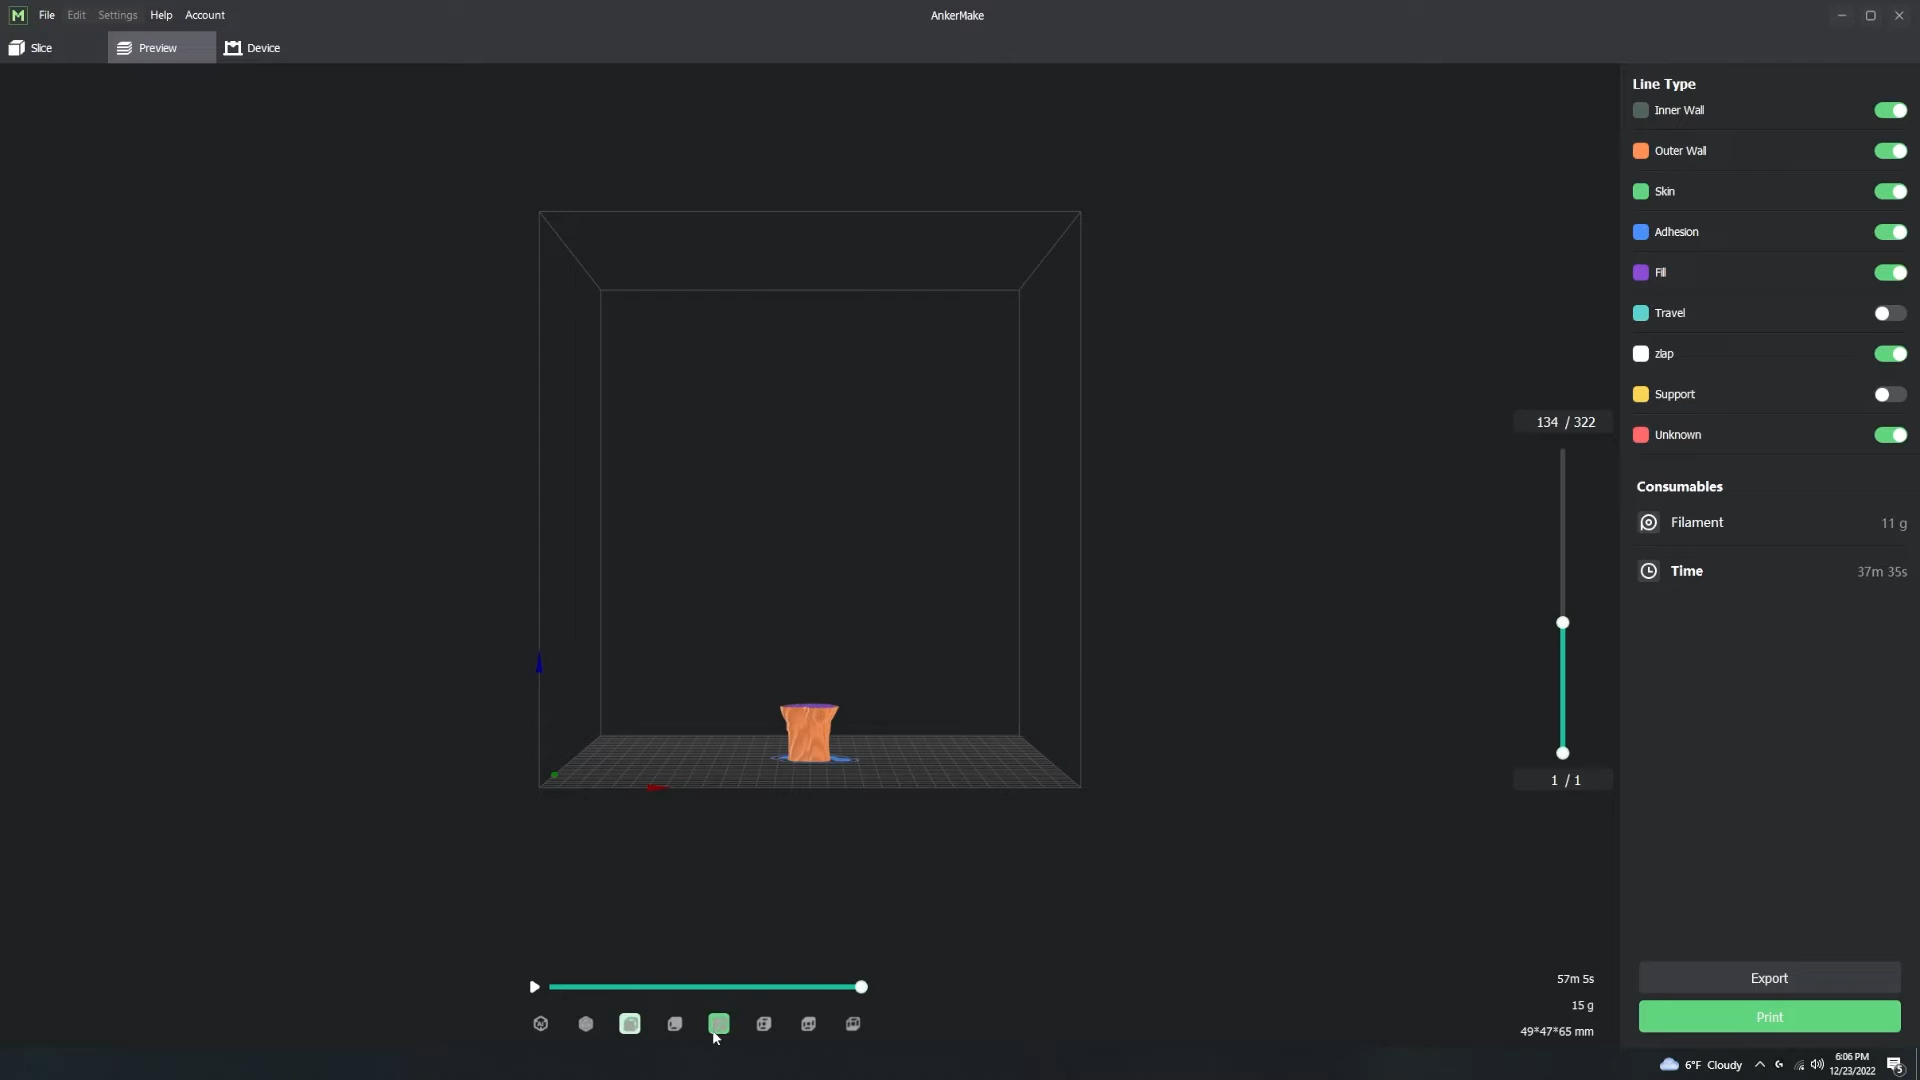 M File Edit Settings Help Account
AnkerMake
Slice Preview Device
Line Type
Inner Wall
Outer Wall
Skin
Adhesion
Fill
Travel
zlap
Support
Unknown
134 / 322
1 / 1
Consumables
Filament 11 g
Time 37m 35s
57m 5s
15 g
49*47*65 mm
Export
Print
6°F Cloudy
6:06 PM
12/23/2022
5